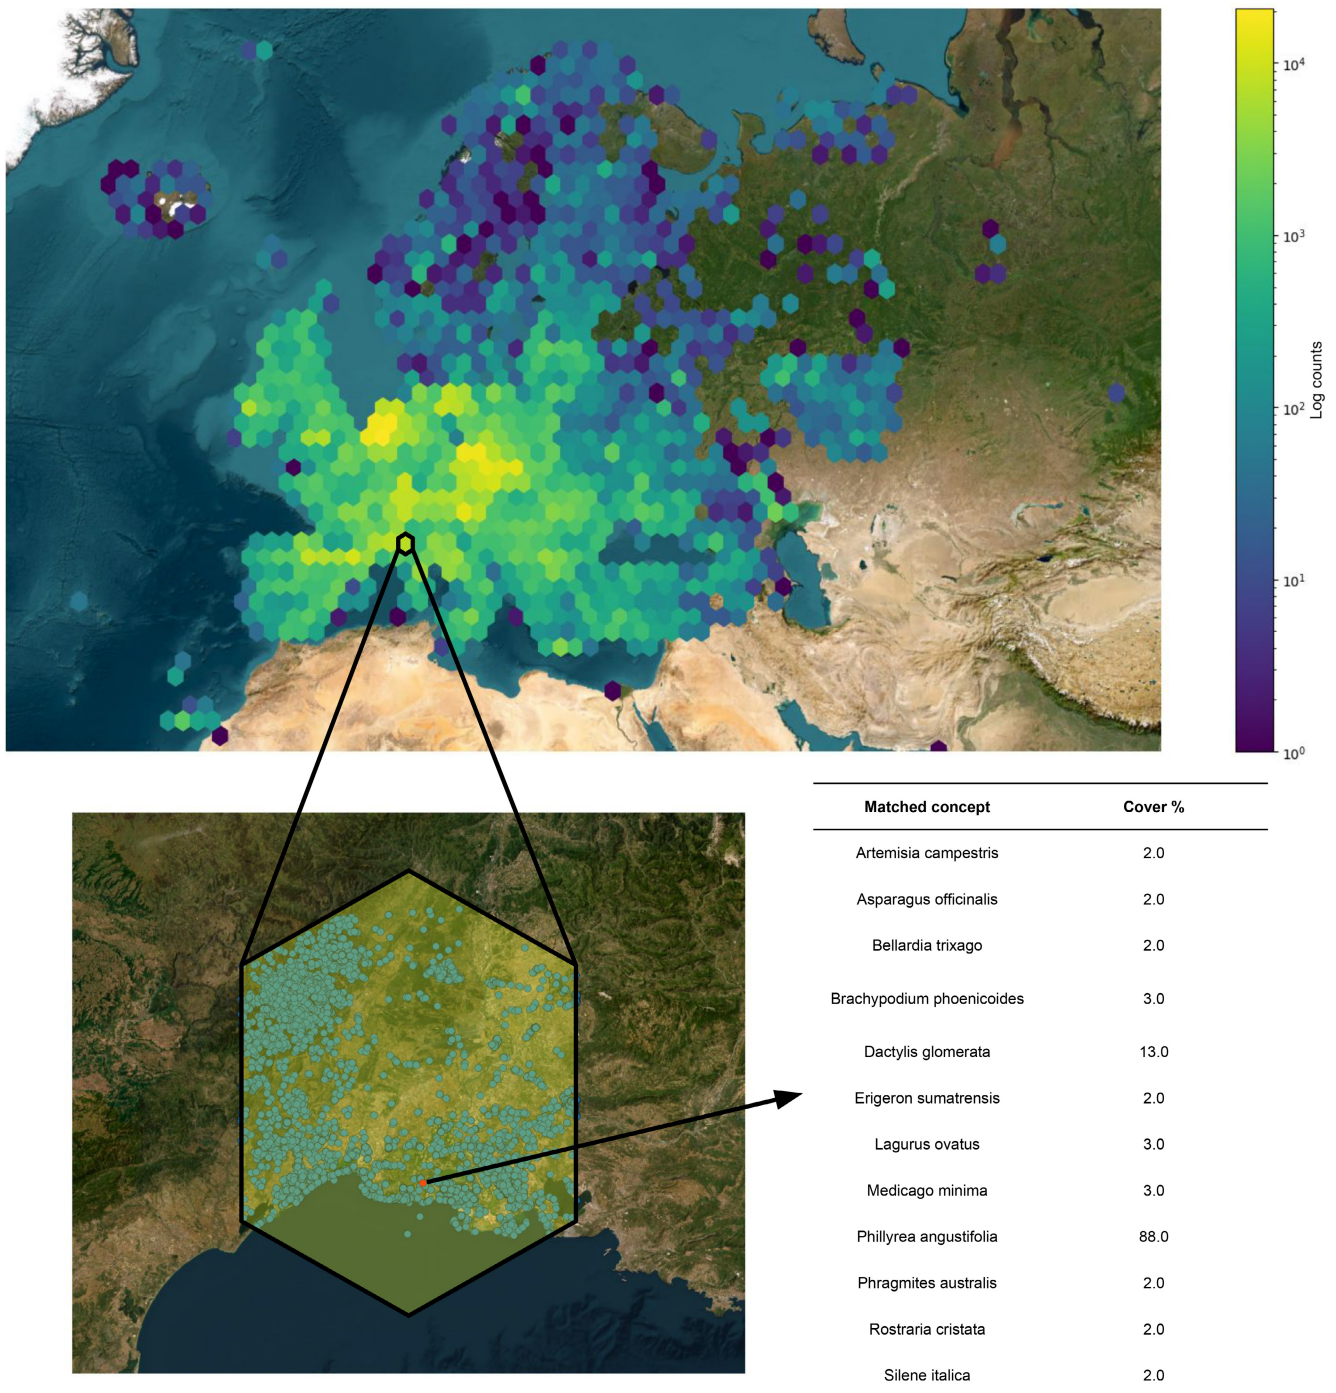 10⁴
10³
10²
10¹
10⁰
Log counts
Matched concept Cover %
Artemisia campestris 2.0
Asparagus officinalis 2.0
Bellardia trixago 2.0
Brachypodium phoenicoides 3.0
Dactylis glomerata 13.0
Erigeron sumatrensis 2.0
Lagurus ovatus 3.0
Medicago minima 3.0
Phillyrea angustifolia 88.0
Phragmites australis 2.0
Rostraria cristata 2.0
Silene italica 2.0